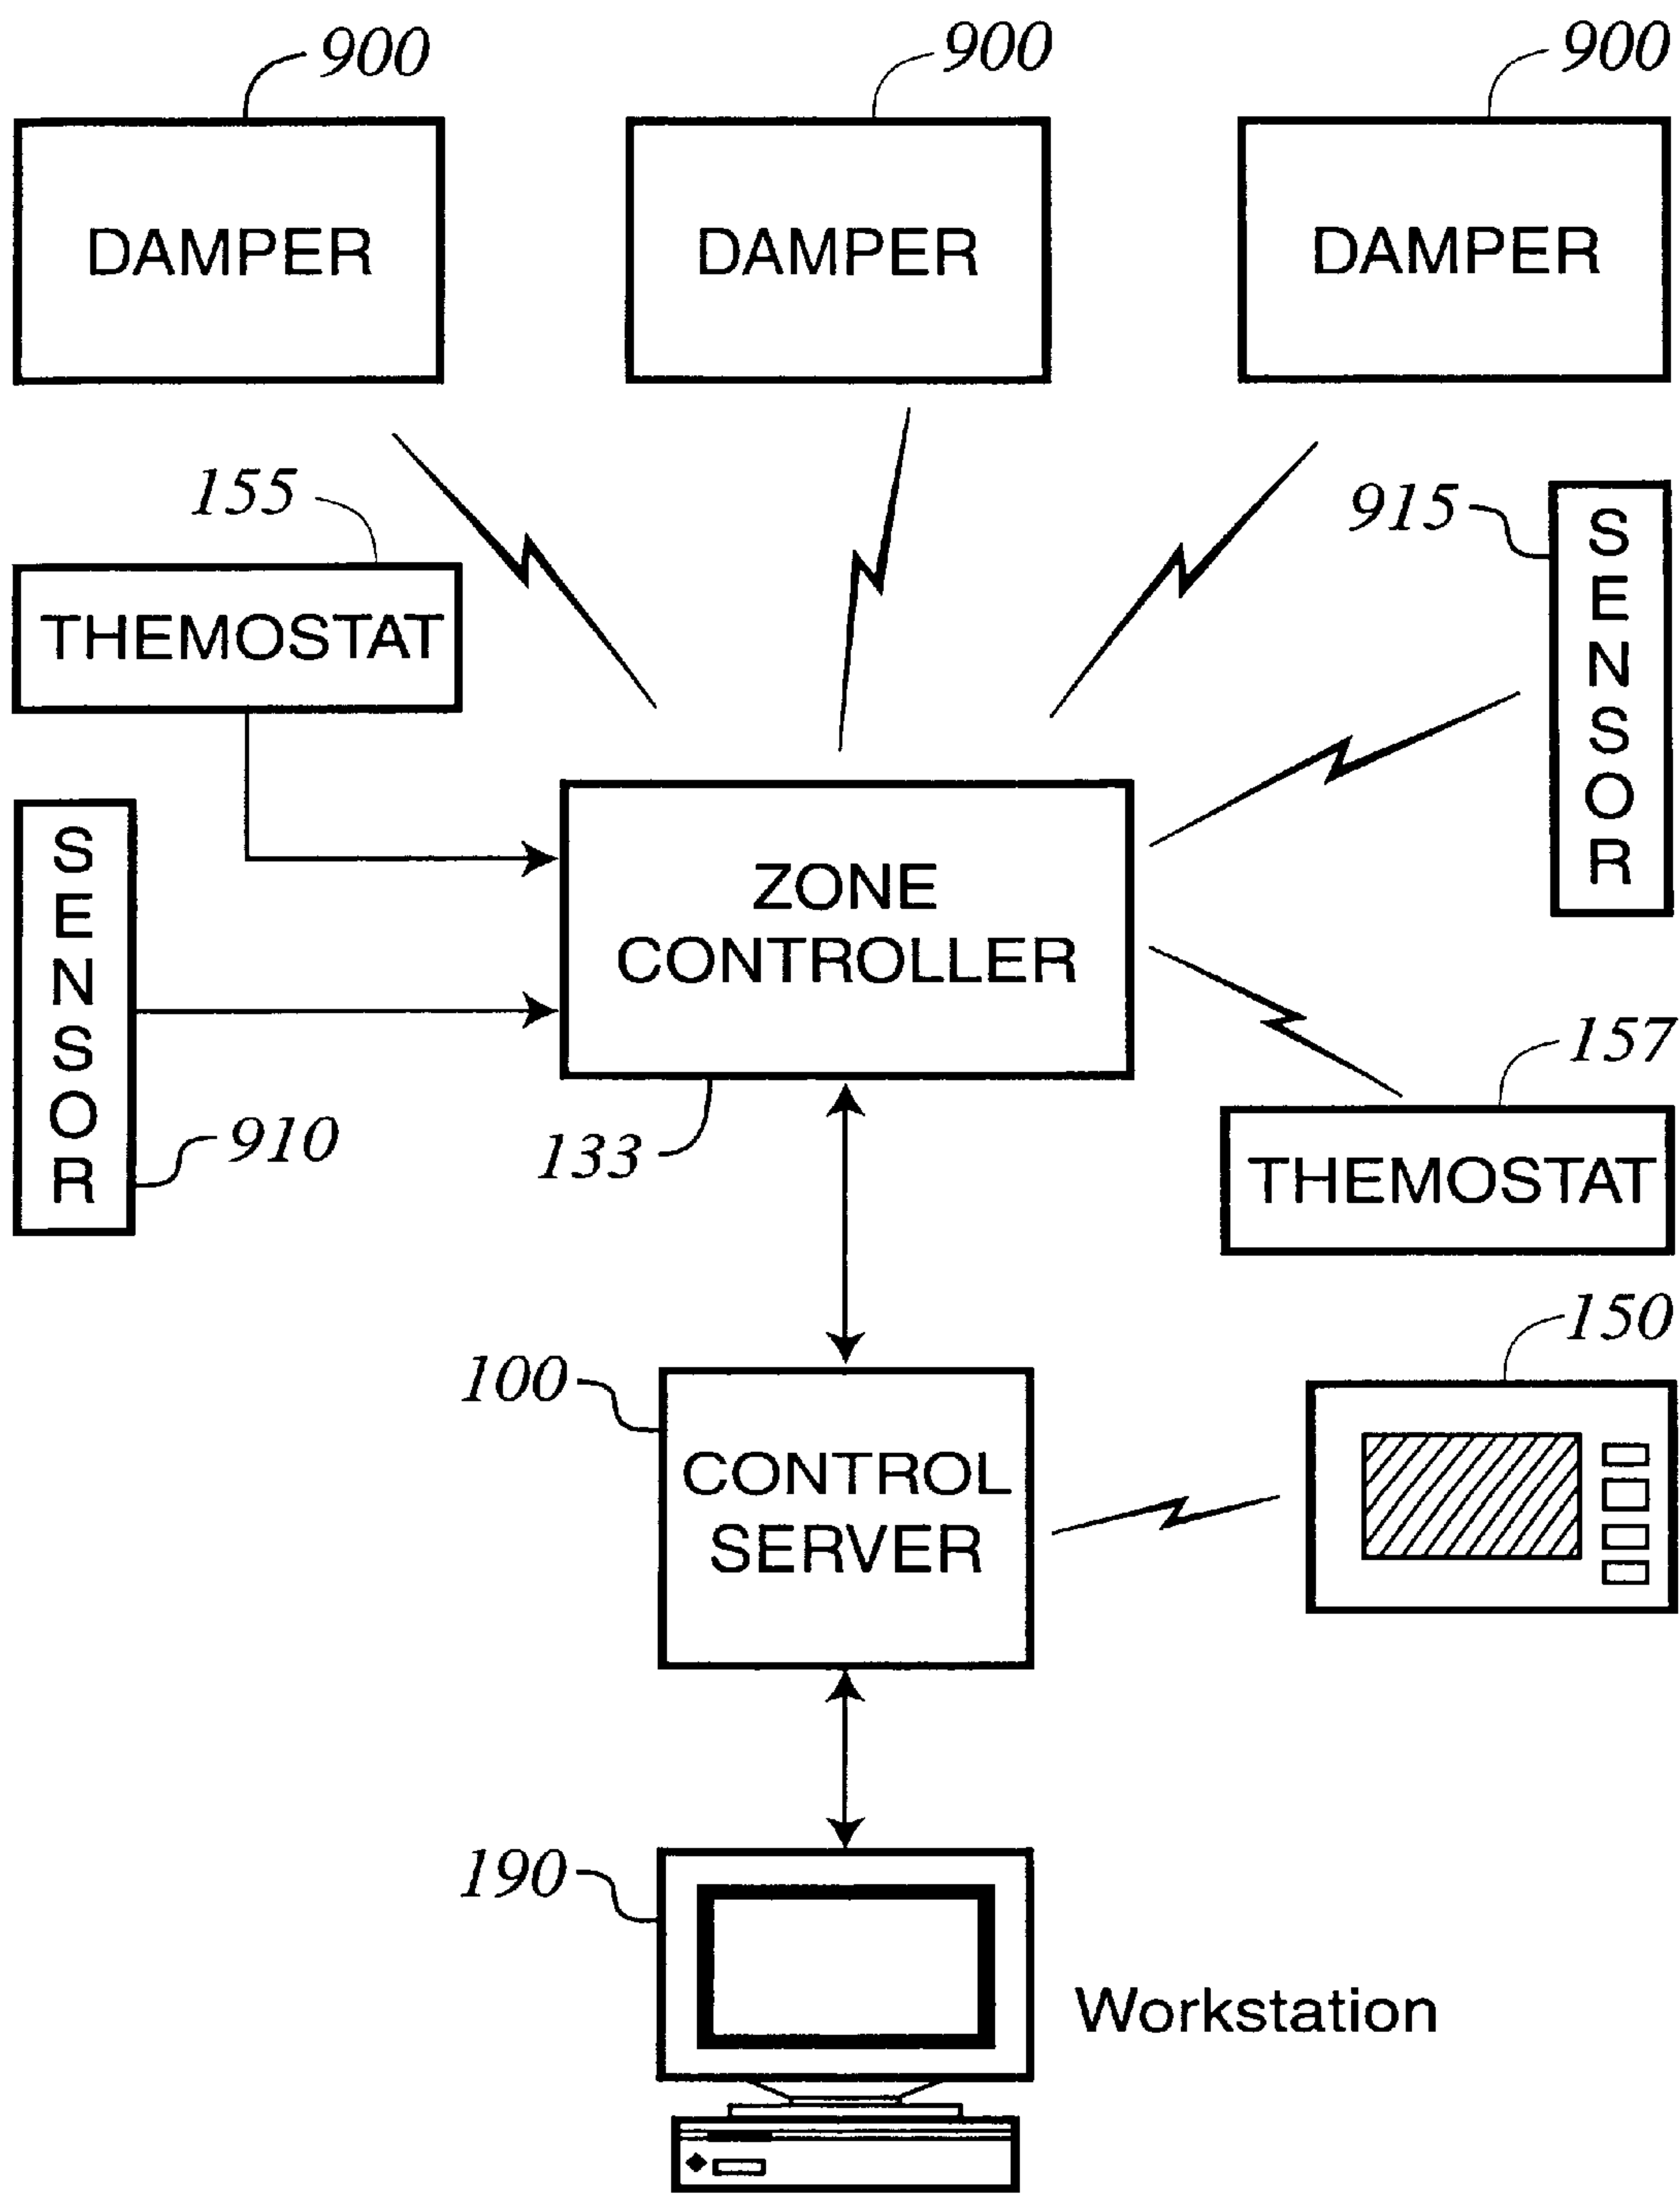 900
900
900
DAMPER
DAMPER
DAMPER
155
915
THEMOSTAT
SENSOR
SENSOR
ZONE
CONTROLLER
157
910
133
THEMOSTAT
150
100
CONTROL
SERVER
190
Workstation